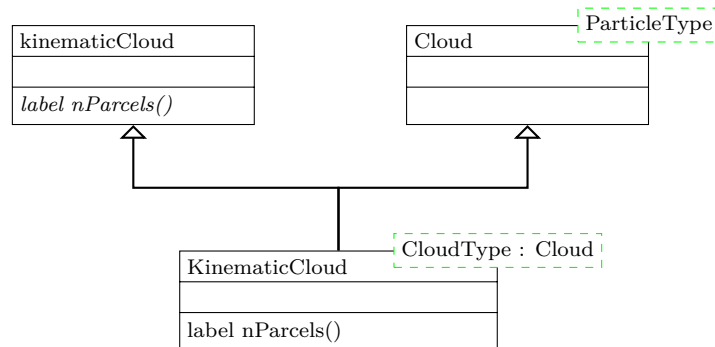 ParticleType
kinematicCloud
Cloud
label nParcels()
CloudType : Cloud
KinematicCloud
label nParcels()